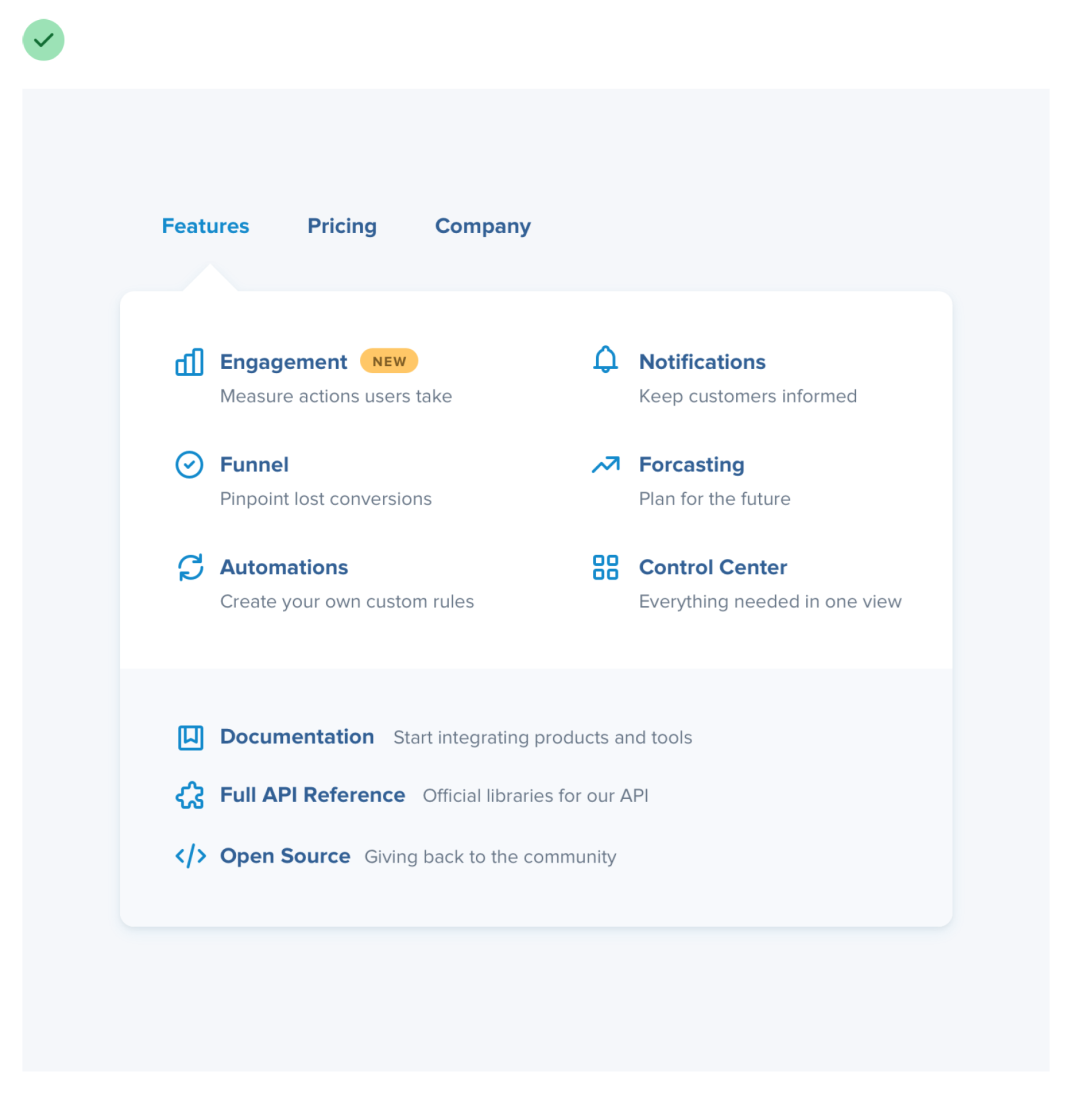 Features Pricing Company
Engagement NEW
Measure actions users take
Notifications
Keep customers informed
Funnel
Pinpoint lost conversions
Forcasting
Plan for the future
Automations
Create your own custom rules
Control Center
Everything needed in one view
Documentation Start integrating products and tools
Full API Reference Official libraries for our API
Open Source Giving back to the community